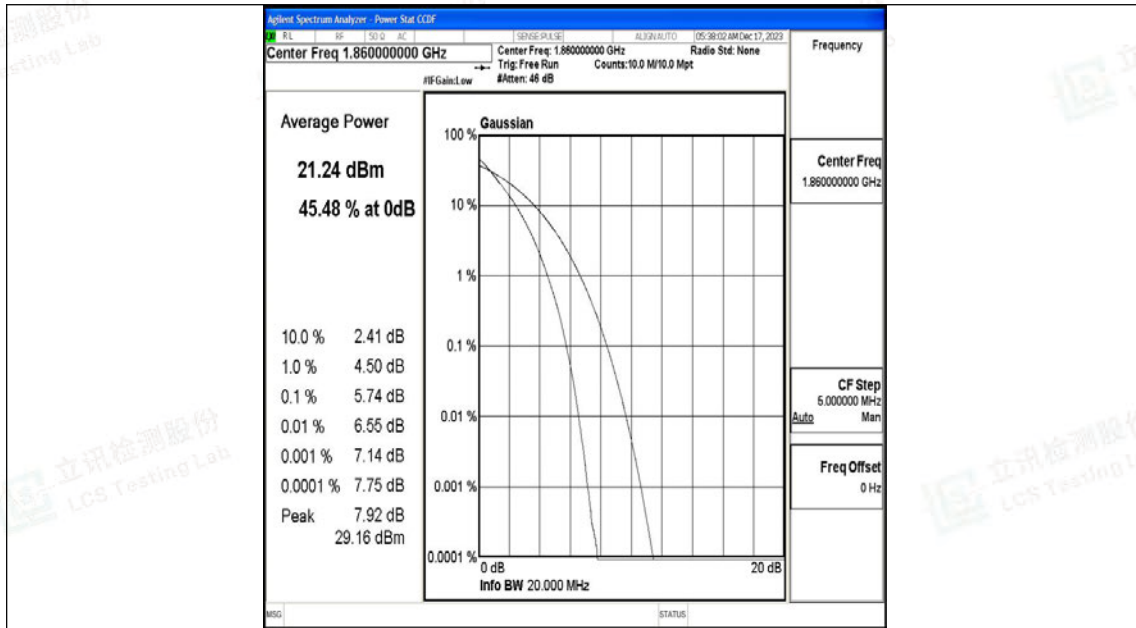 Agilent Spectrum Analyzer - Power Stat CCDF
RL RF 50 Ω AC SENSE:PULSE ALIGNAUTO 05:38:02 AM Dec 17, 2023
Center Freq 1.860000000 GHz
Center Freq: 1.860000000 GHz Radio Std: None
Trig: Free Run Counts:10.0 M/10.0 Mpt
#IFGain:Low #Atten: 46 dB
Frequency
Average Power
21.24 dBm
45.48 % at 0dB
10.0 % 2.41 dB
1.0 % 4.50 dB
0.1 % 5.74 dB
0.01 % 6.55 dB
0.001 % 7.14 dB
0.0001 % 7.75 dB
Peak 7.92 dB
29.16 dBm
Gaussian
100 %
10 %
1 %
0.1 %
0.01 %
0.001 %
0.0001 %
0 dB 20 dB
Info BW 20.000 MHz
Center Freq
1.860000000 GHz
CF Step
5.000000 MHz
Auto Man
Freq Offset
0 Hz
MSG STATUS
立讯检测股份
LCS Testing Lab